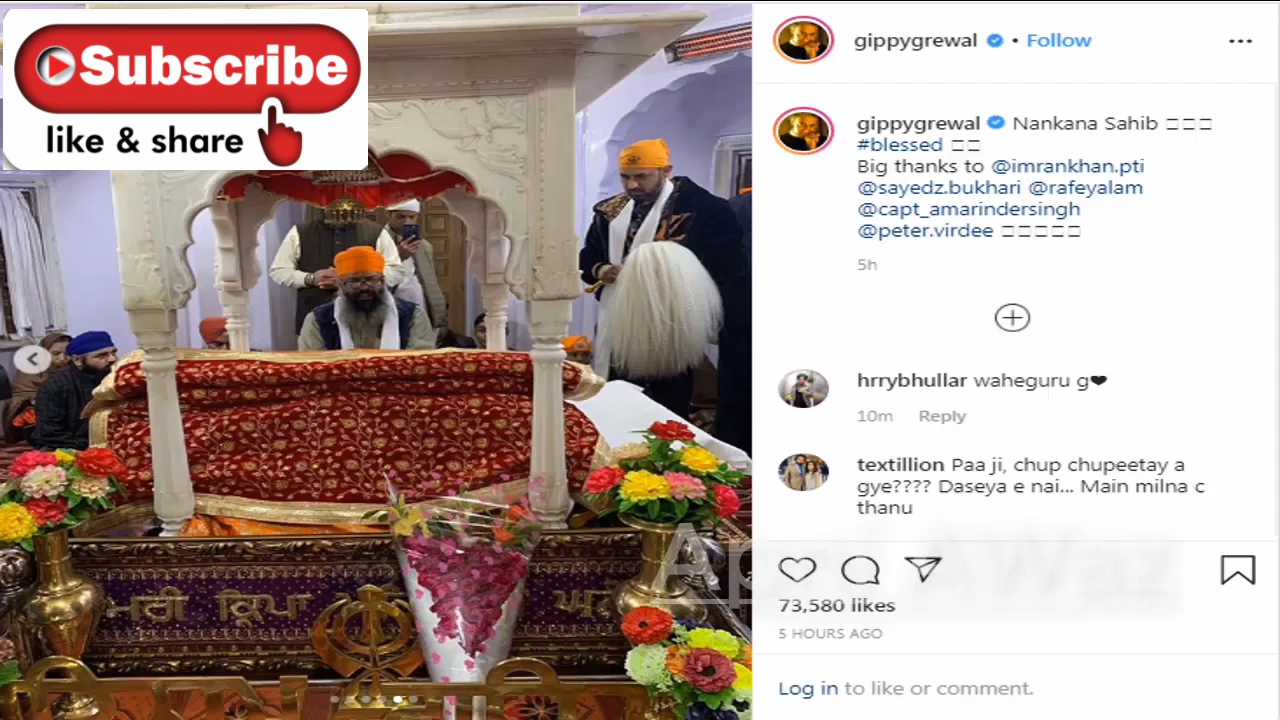 Subscribe
like & share
gippygrewal • Follow
gippygrewal Nankana Sahib
#blessed
Big thanks to @imrankhan.pti
@sayedz.bukhari @rafeyalam
@capt_amarindersingh
@peter.virdee
5h
hrrybhullar waheguru g❤
10m Reply
textillion Paa ji, chup chupeetay a
gye???? Daseya e nai... Main milna c
thanu
73,580 likes
5 HOURS AGO
Log in to like or comment.
ਕ੍ਰਿਪਾ